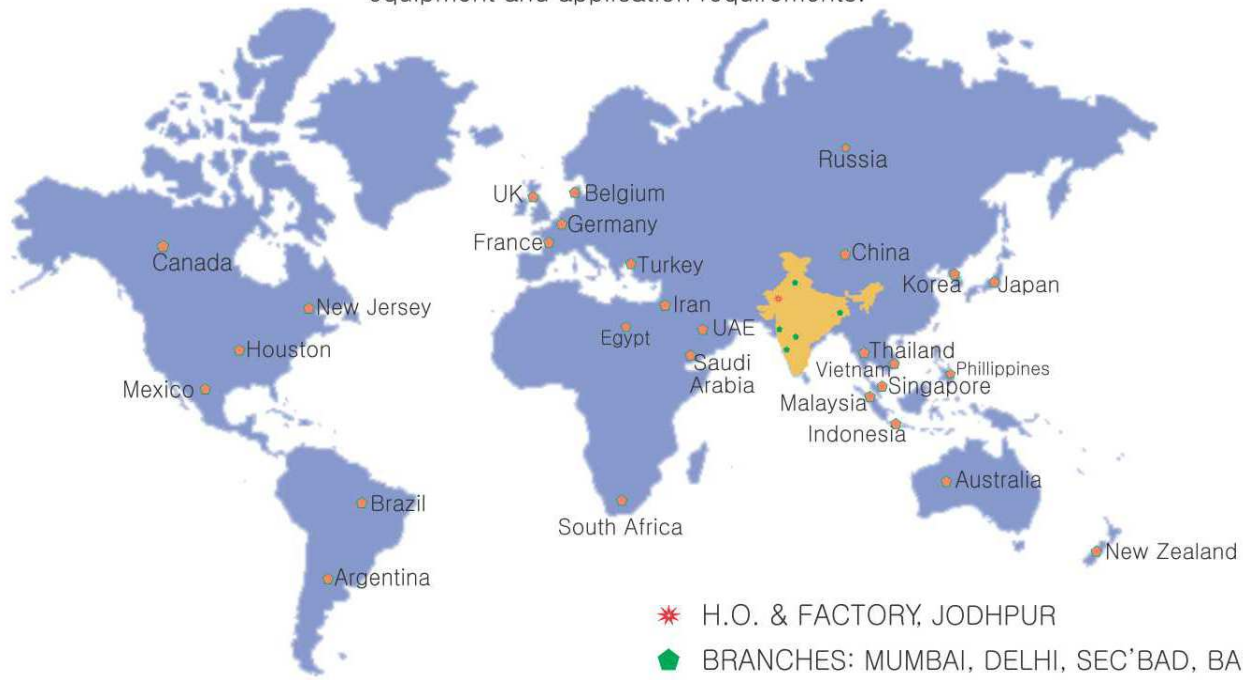 equipment and application requirements.
Russia
UK
Belgium
Germany
France
Canada
Turkey
China
Korea
Japan
New Jersey
Iran
Egypt
UAE
Houston
Saudi
Arabia
Thailand
Vietnam
Phillippines
Mexico
Singapore
Malaysia
Indonesia
Australia
Brazil
South Africa
New Zealand
Argentina
H.O. & FACTORY, JODHPUR
BRANCHES: MUMBAI, DELHI, SEC'BAD, BA